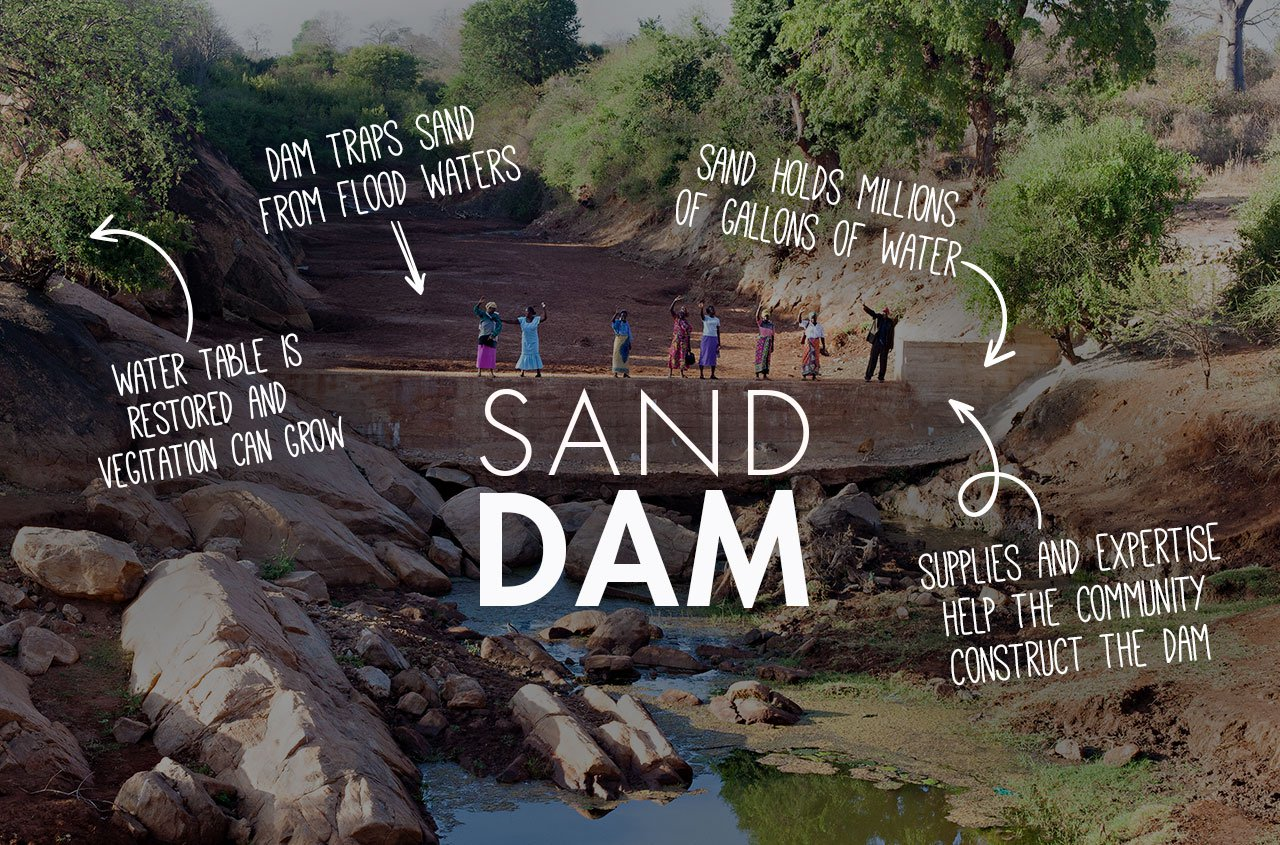 DAM TRAPS SAND
FROM FLOOD WATERS
SAND HOLDS MILLIONS
OF GALLONS OF WATER
WATER TABLE IS
RESTORED AND
VEGITATION CAN GROW
SAND
DAM
SUPPLIES AND EXPERTISE
HELP THE COMMUNITY
CONSTRUCT THE DAM